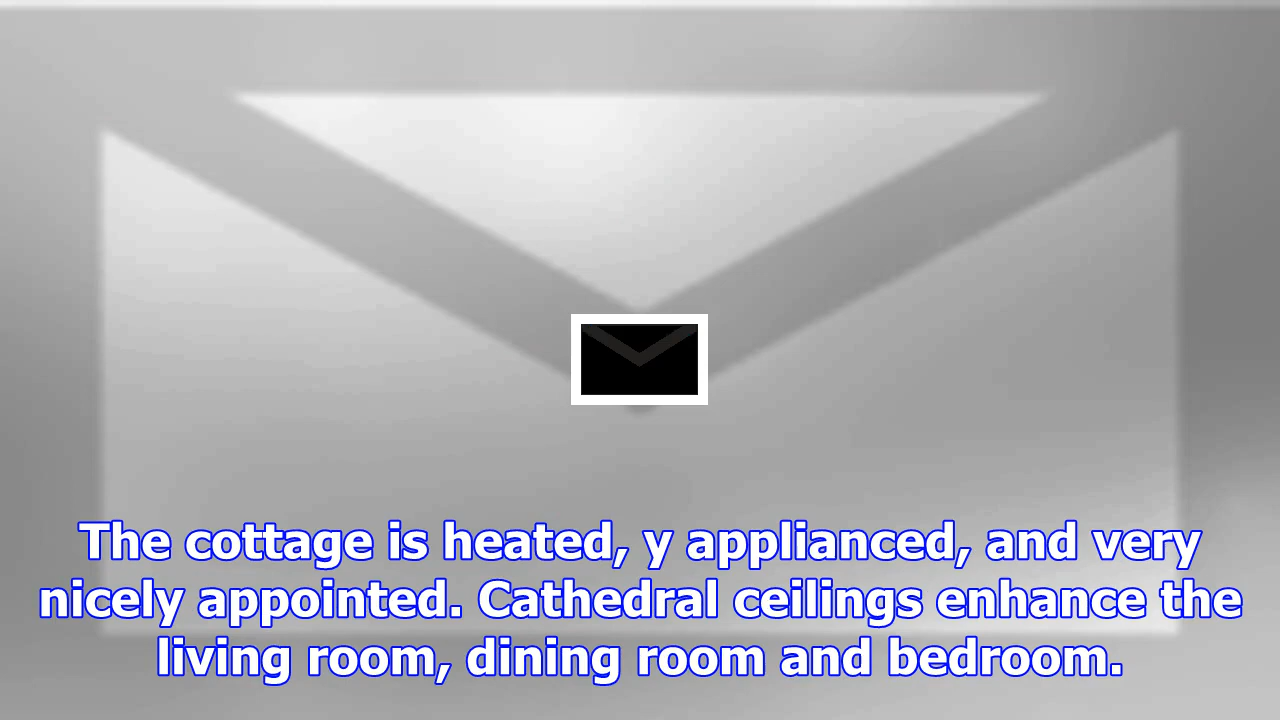 The cottage is heated, y applianced, and very
nicely appointed. Cathedral ceilings enhance the
living room, dining room and bedroom.